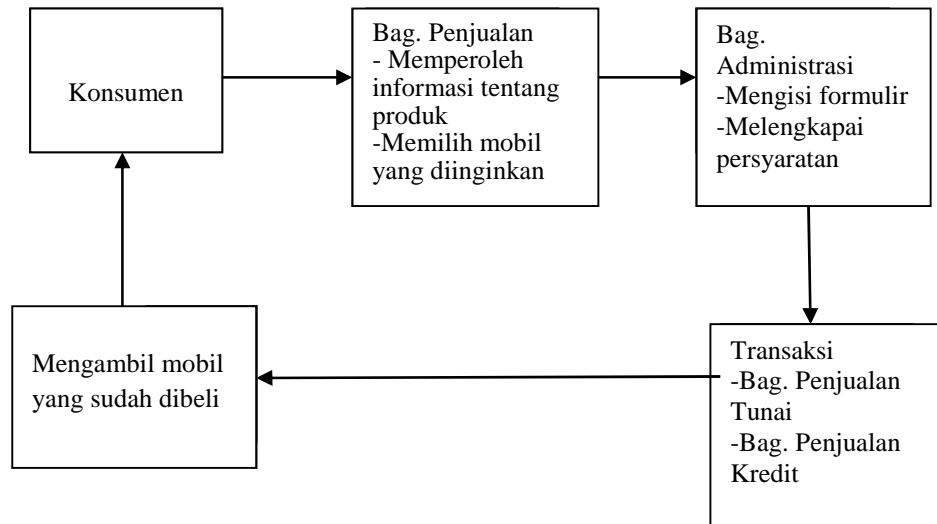 Konsumen
Bag. Penjualan
- Memperoleh
informasi tentang
produk
-Memilih mobil
yang diinginkan
Bag.
Administrasi
-Mengisi formulir
-Melengkapai
persyaratan
Transaksi
-Bag. Penjualan
Tunai
-Bag. Penjualan
Kredit
Mengambil mobil
yang sudah dibeli